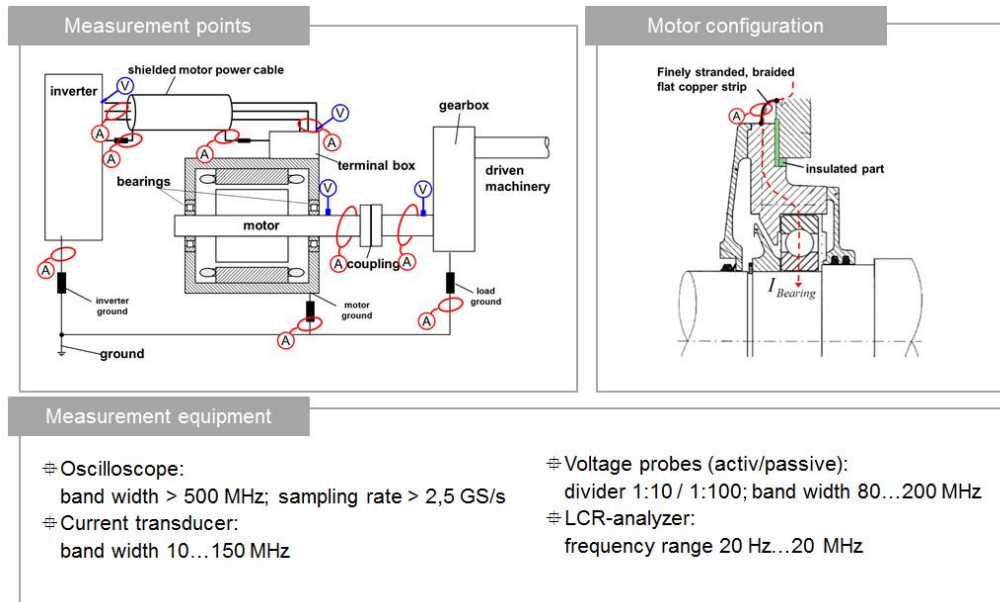 Measurement points
shielded motor power cable
inverter
V
A
A
A
V
A
terminal box
bearings
V
V
gearbox
driven
machinery
motor
A
A
coupling
A
inverter
ground
motor
ground
A
load
ground
A
ground
Motor configuration
Finely stranded, braided
flat copper strip
A
insulated part
I Bearing
Measurement equipment
Oscilloscope:
band width > 500 MHz; sampling rate > 2,5 GS/s
Current transducer:
band width 10...150 MHz
Voltage probes (activ/passive):
divider 1:10 / 1:100; band width 80...200 MHz
LCR-analyzer:
frequency range 20 Hz...20 MHz